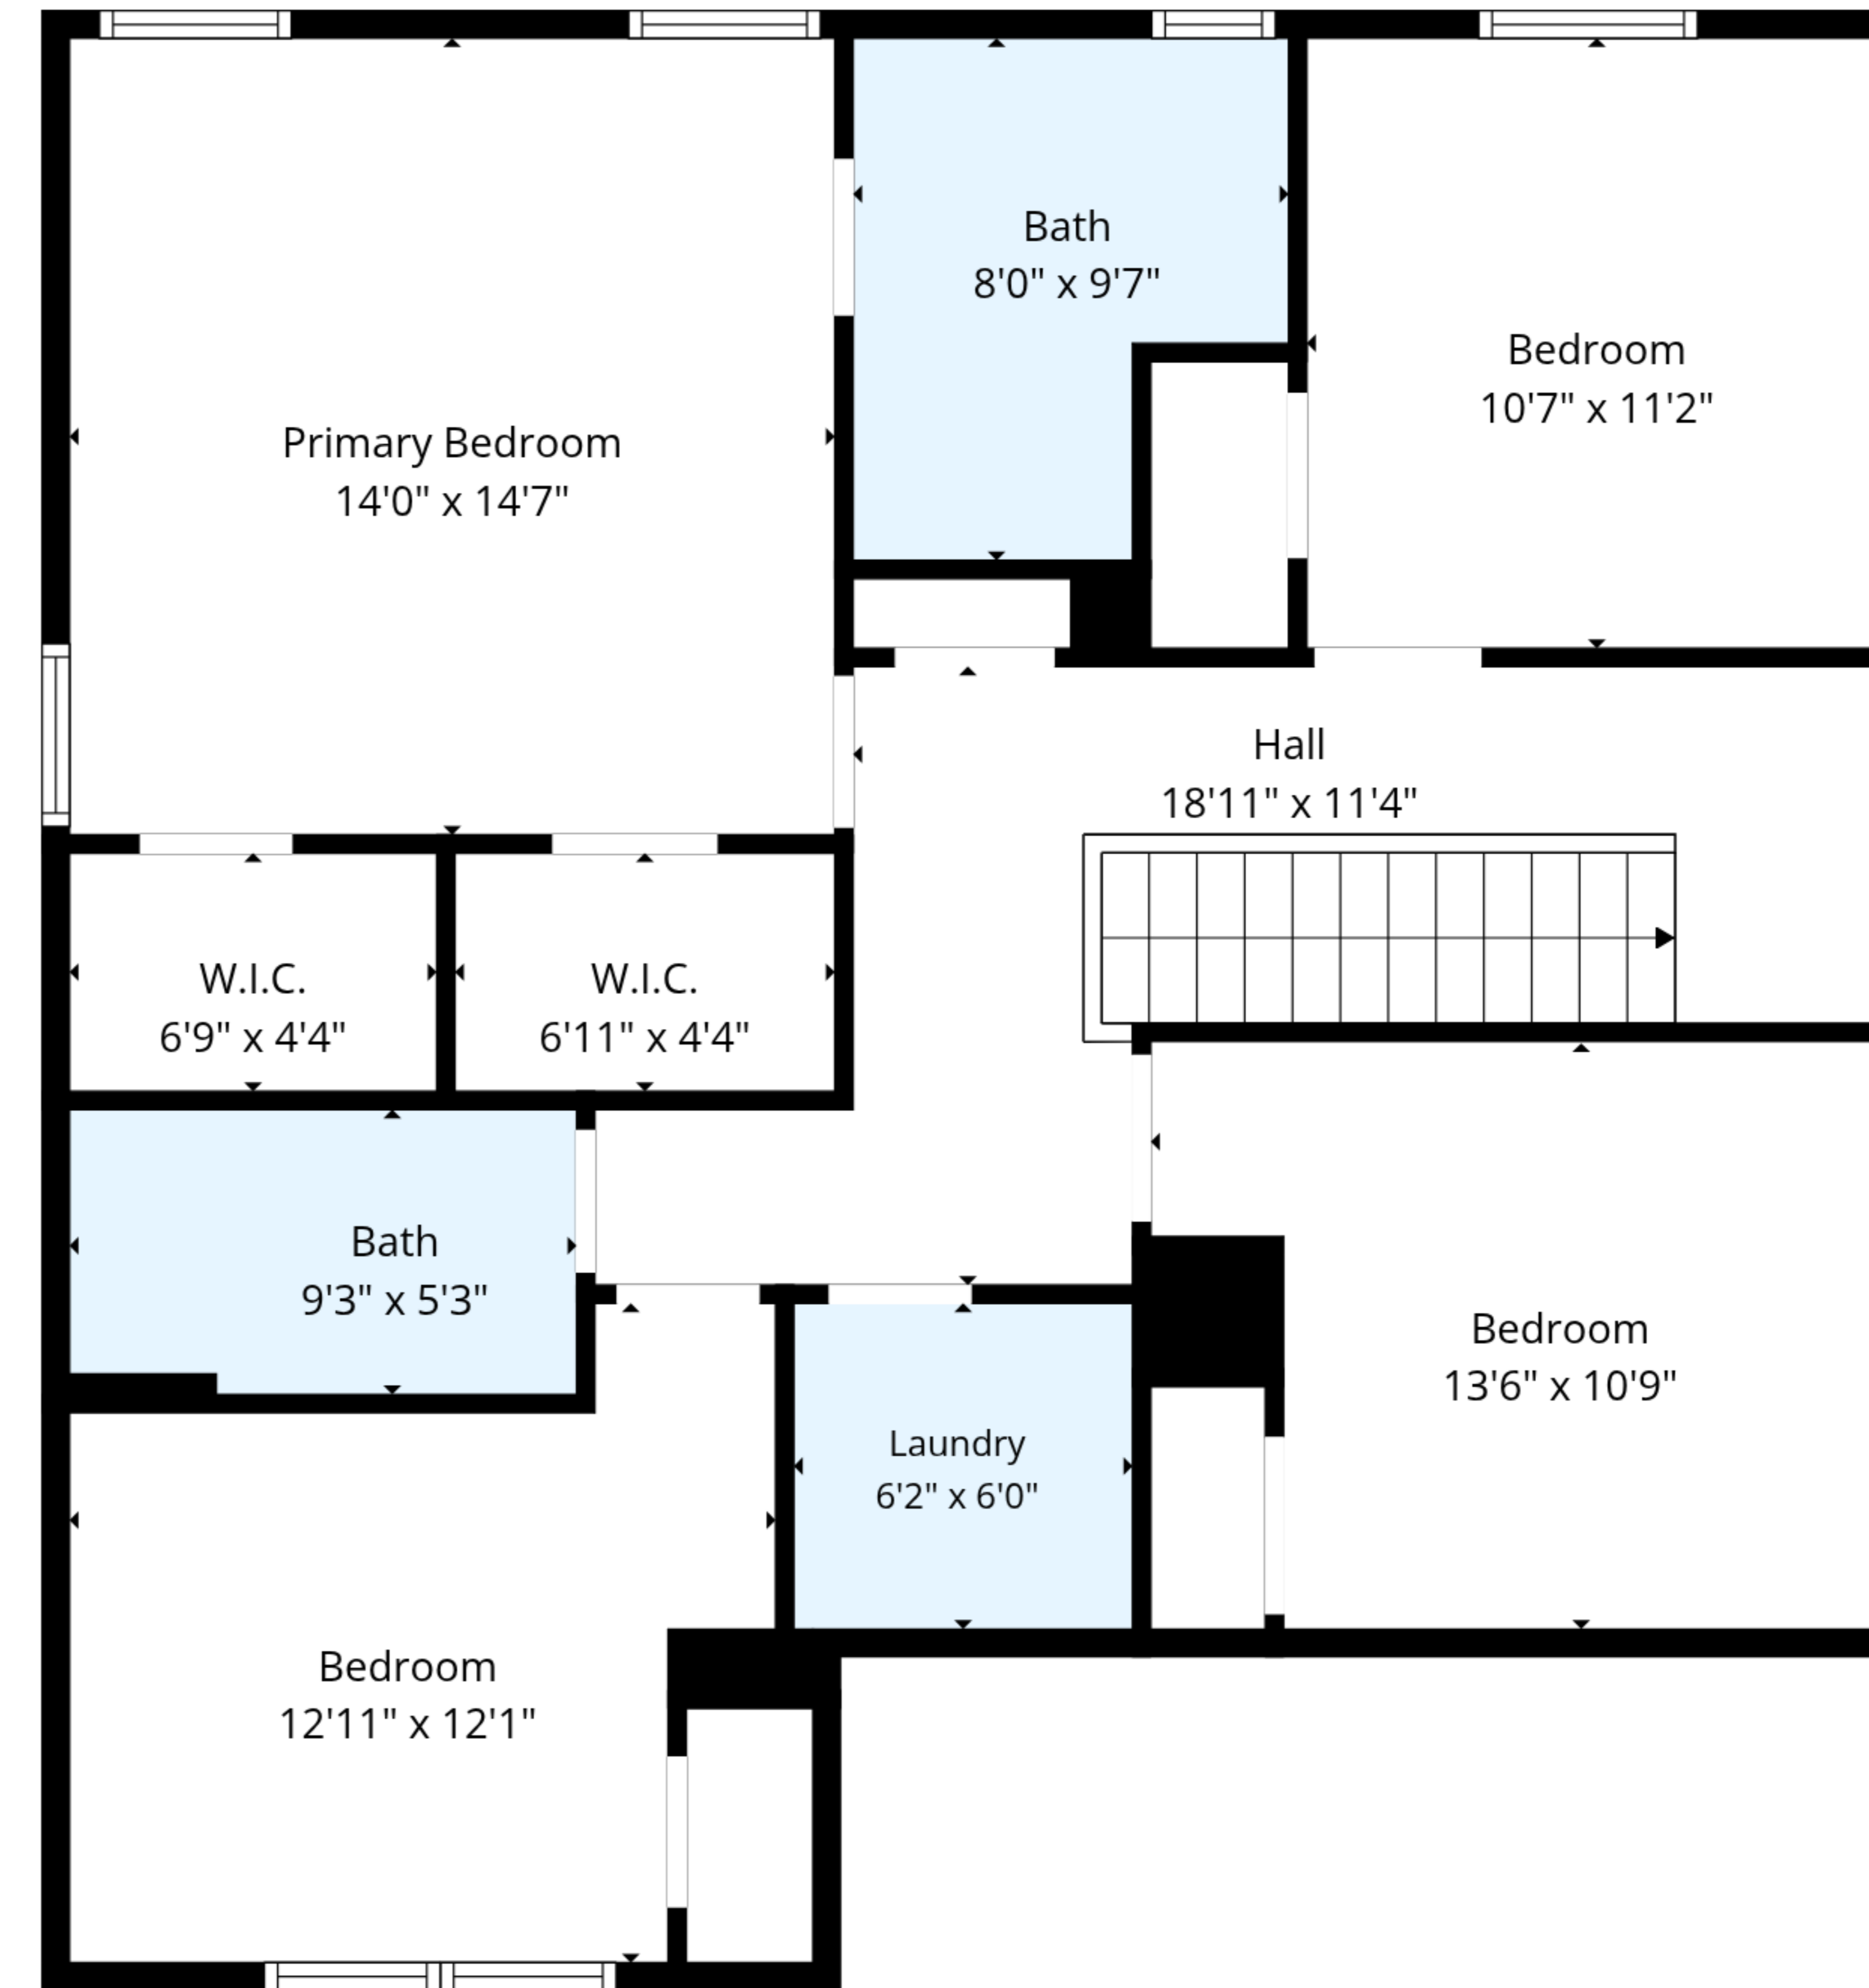 Bath
8'0" x 9'7"
Bedroom
10'7" x 11'2"
Primary Bedroom
14'0" x 14'7"
Hall
18'11" x 11'4"
W.I.C.
6'9" x 4'4"
W.I.C.
6'11" x 4'4"
Bath
9'3" x 5'3"
Bedroom
13'6" x 10'9"
Laundry
6'2" x 6'0"
Bedroom
12'11" x 12'1"